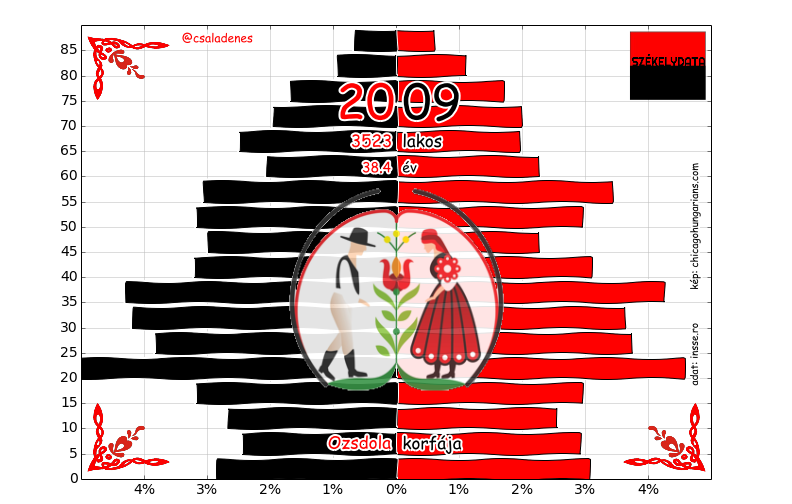 @csaladenes
SZÉKELYDATA
2009
3523 lakos
38.4 év
kép: chicagohungarians.com
adat: insse.ro
Ozsdola korfája
85
80
75
70
65
60
55
50
45
40
35
30
25
20
15
10
5
0
4% 3% 2% 1% 0% 1% 2% 3% 4%